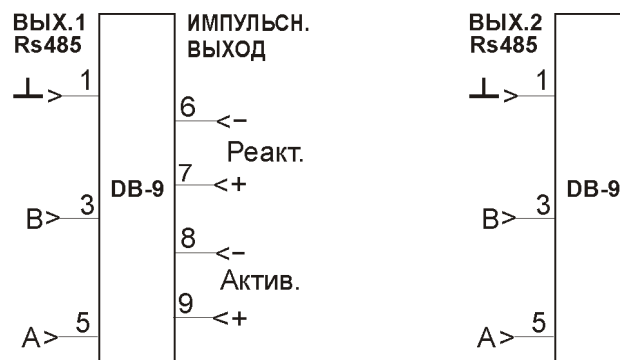 ВЫХ.1
Rs485
ИМПУЛЬСН.
ВЫХОД
1
6
−
Реакт.
7
+
DB-9
B
3
8
−
Актив.
9
+
A
5
ВЫХ.2
Rs485
1
DB-9
B
3
A
5